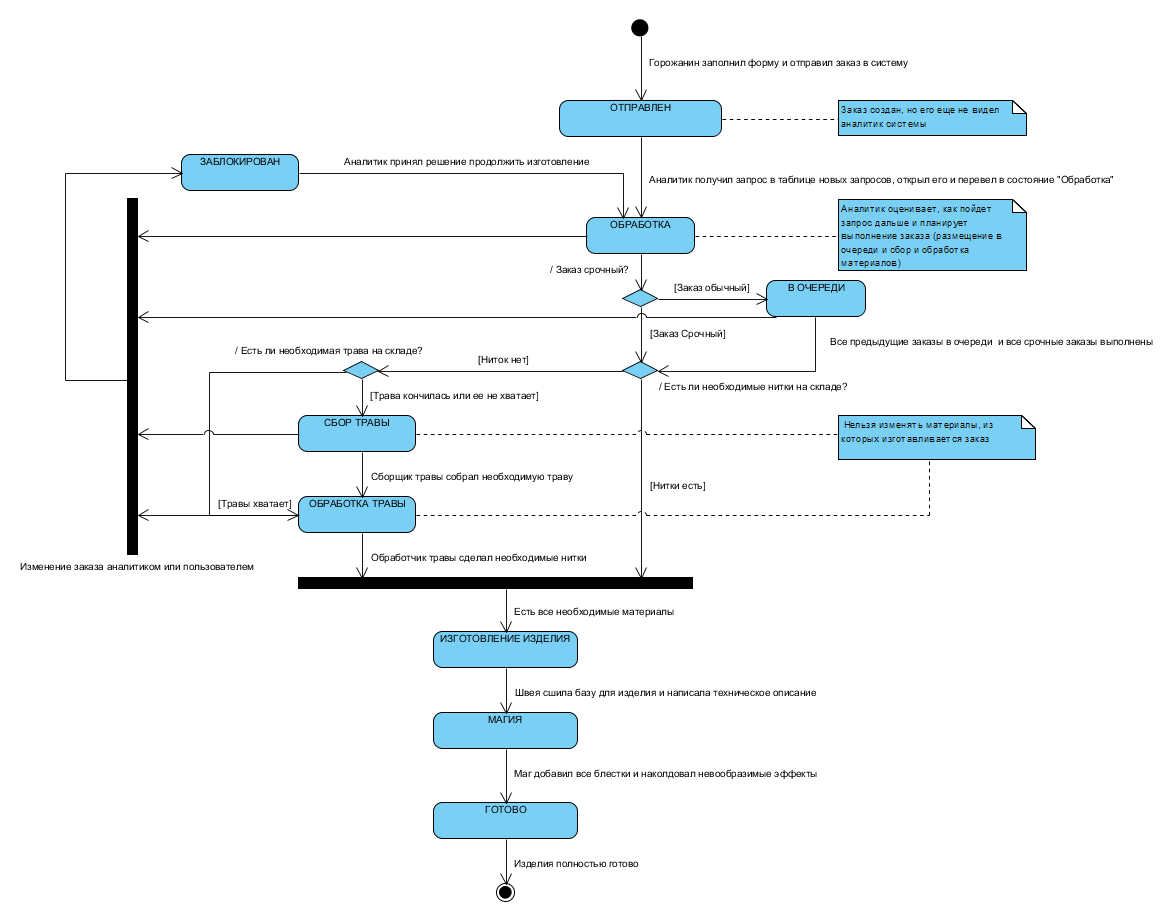 Горожанин заполнил форму и отправил заказ в систему
ОТПРАВЛЕН
Заказ создан, но его еще не видел
аналитик системы
ЗАБЛОКИРОВАН
Аналитик принял решение продолжить изготовление
Аналитик получил запрос в таблице новых запросов, открыл его и перевел в состояние "Обработка"
ОБРАБОТКА
Аналитик оценивает, как пойдет
запрос дальше и планирует
выполнение заказа (размещение в
очереди и сбор и обработка
материалов)
/ Заказ срочный?
[Заказ обычный]
В ОЧЕРЕДИ
[Заказ Срочный]
Все предыдущие заказы в очереди и все срочные заказы выполнены
/ Есть ли необходимая трава на складе?
[Ниток нет]
/ Есть ли необходимые нитки на складе?
[Трава кончилась или ее не хватает]
СБОР ТРАВЫ
Нельзя изменять материалы, из
которых изготавливается заказ
Сборщик травы собрал необходимую траву
[Нитки есть]
[Травы хватает]
ОБРАБОТКА ТРАВЫ
Обработчик травы сделал необходимые нитки
Изменение заказа аналитиком или пользователем
Есть все необходимые материалы
ИЗГОТОВЛЕНИЕ ИЗДЕЛИЯ
Швея сшила базу для изделия и написала техническое описание
МАГИЯ
Маг добавил все блестки и наколдовал невообразимые эффекты
ГОТОВО
Изделия полностью готово